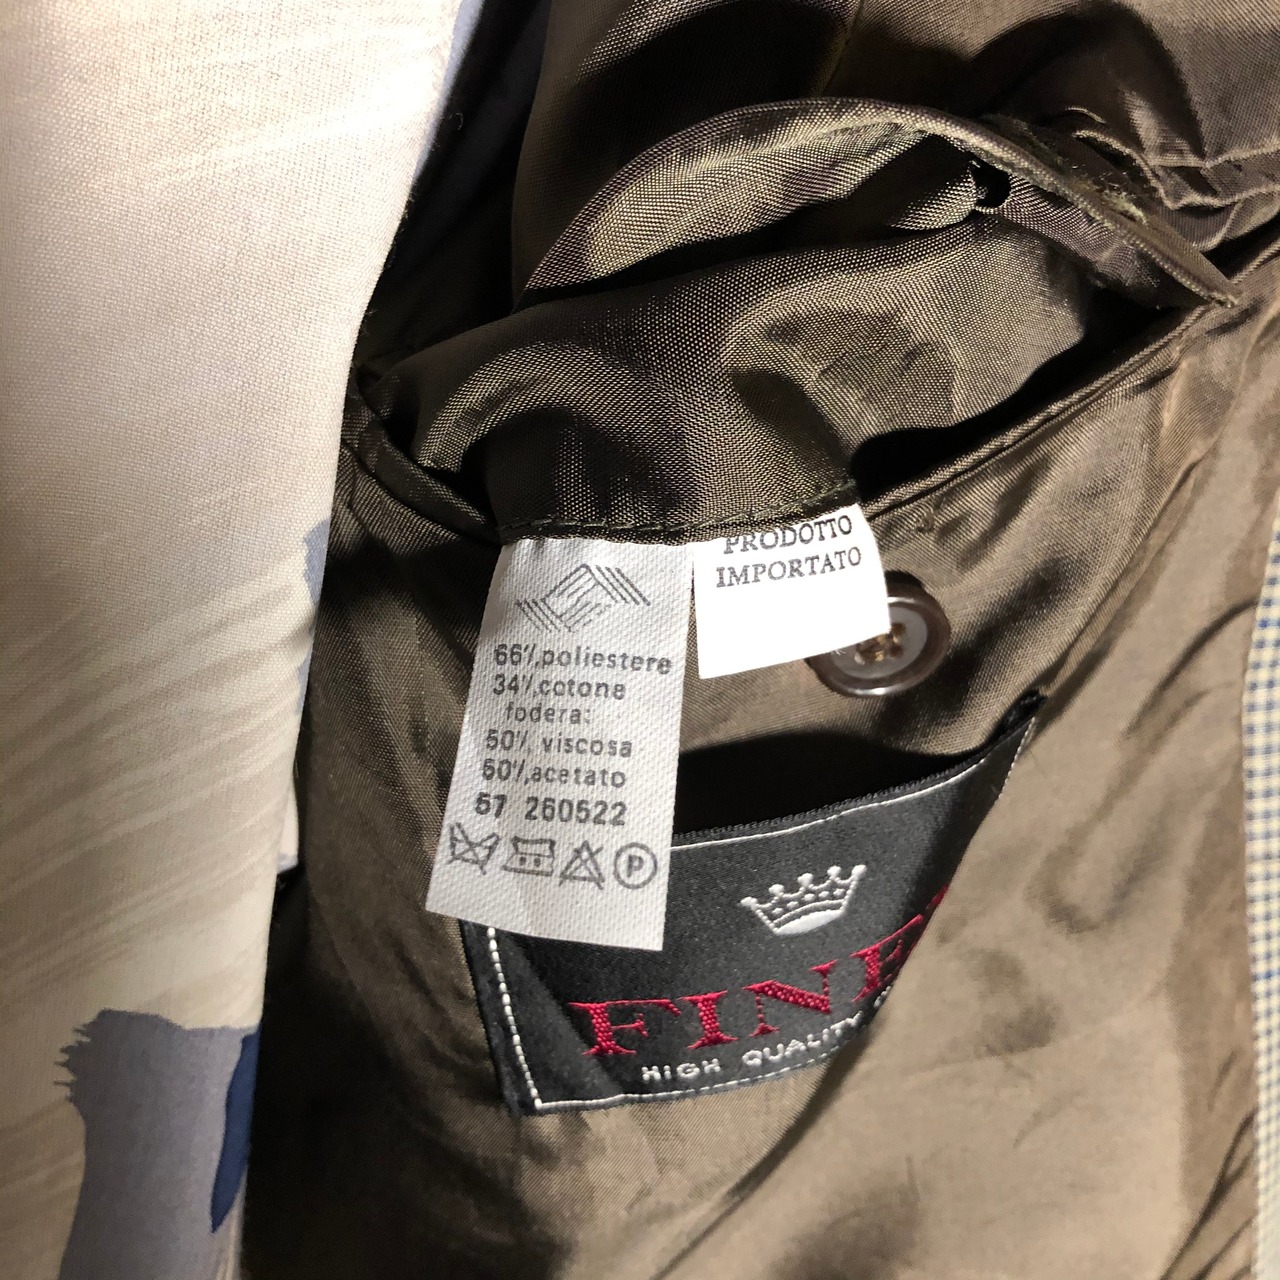 PRODOTTO
IMPORTATO
66% poliestere
34% cotone
fodera:
50% viscosa
50% acetato
57 260522
P
HIGH QUALITY